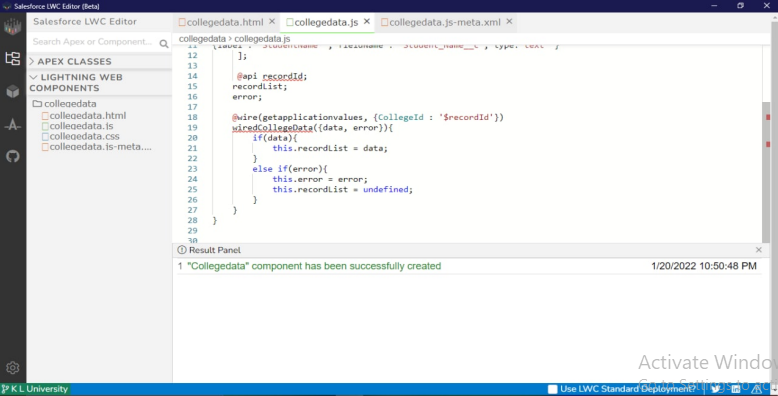 Salesforce LWC Editor (Beta)
Salesforce LWC Editor
collegedata.html
collegedata.js
collegedata.js-meta.xml
Search Apex or Component...
collegedata > collegedata.js
APEX CLASSES
LIGHTNING WEB COMPONENTS
collegedata
collegedata.html
collegedata.js
collegedata.css
collegedata.js-meta....
11 {label : 'StudentName' , fieldName : 'Student_Name__c', type: 'text' }
12 ];
13
14 @api recordId;
15 recordList;
16 error;
17
18 @wire(getapplicationvalues, {CollegeId : '$recordId'})
19 wiredCollegeData({data, error}){
20 if(data){
21 this.recordList = data;
22 }
23 else if(error){
24 this.error = error;
25 this.recordList = undefined;
26 }
27 }
28 }
29
30
Result Panel
1 "Collegedata" component has been successfully created 1/20/2022 10:50:48 PM
Activate Window
Go to Settings to
K L University
Use LWC Standard Deployment?